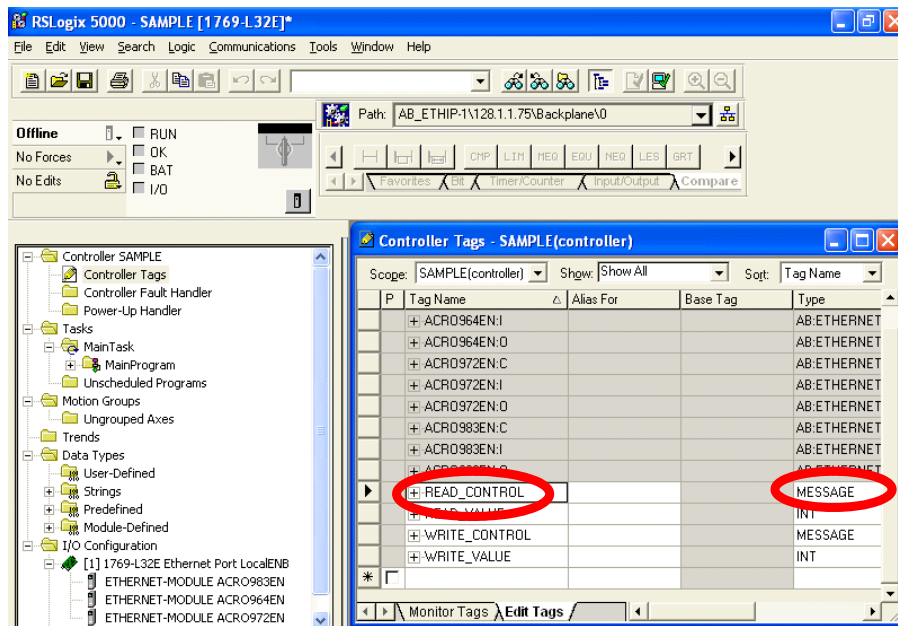 RSLogix 5000 - SAMPLE [1769-L32E]*
File Edit View Search Logic Communications Tools Window Help
Path: AB_ETHIP-1\128.1.1.75\Backplane\0
Offline
RUN
No Forces
OK
No Edits
BAT
I/O
CMP LIM MEQ EQU NEQ LES GRT
Favorites Bit Timer/Counter Input/Output Compare
Controller SAMPLE
Controller Tags
Controller Fault Handler
Power-Up Handler
Tasks
MainTask
MainProgram
Unscheduled Programs
Motion Groups
Ungrouped Axes
Trends
Data Types
User-Defined
Strings
Predefined
Module-Defined
I/O Configuration
[1] 1769-L32E Ethernet Port LocalENB
ETHERNET-MODULE ACRO983EN
ETHERNET-MODULE ACRO964EN
ETHERNET-MODULE ACRO972EN
Controller Tags - SAMPLE(controller)
Scope: SAMPLE(controller) Show: Show All Sort: Tag Name
P Tag Name Alias For Base Tag Type
ACRO964EN:I AB:ETHERNET
ACRO964EN:O AB:ETHERNET
ACRO972EN:C AB:ETHERNET
ACRO972EN:I AB:ETHERNET
ACRO972EN:O AB:ETHERNET
ACRO983EN:C AB:ETHERNET
ACRO983EN:I AB:ETHERNET
ACRO983EN:O AB:ETHERNET
READ_CONTROL MESSAGE
READ_VALUE INT
WRITE_CONTROL MESSAGE
WRITE_VALUE INT
Monitor Tags Edit Tags